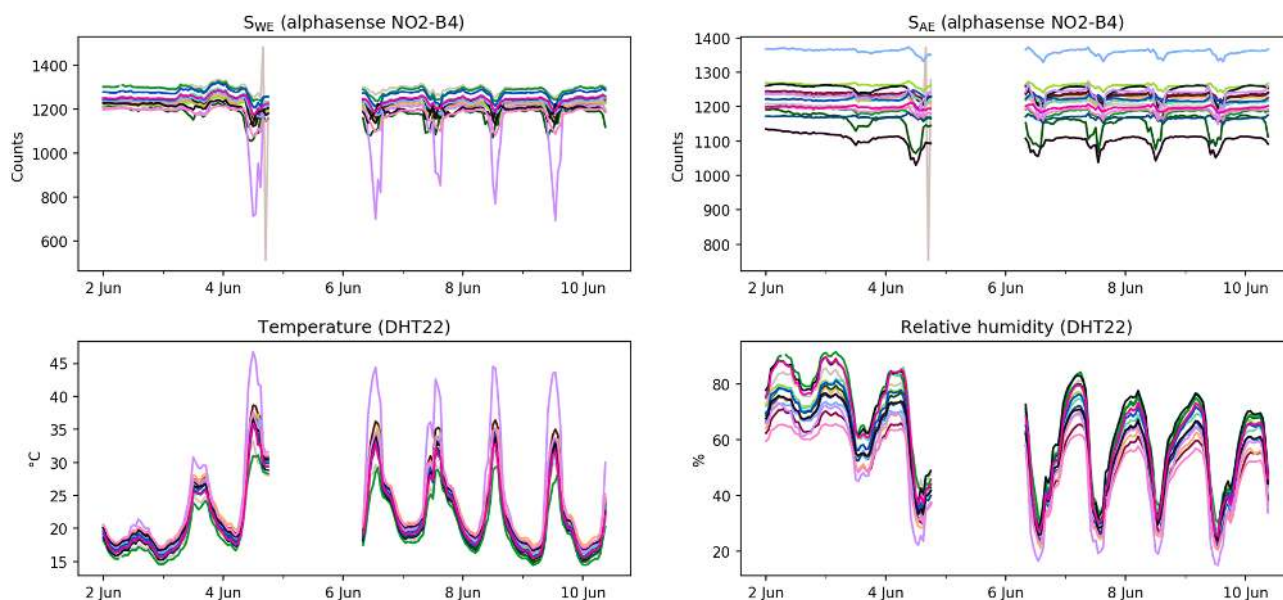 S_WE (alphasense NO2-B4)
1400
1200
1000
800
600
Counts
2 Jun 4 Jun 6 Jun 8 Jun 10 Jun
S_AE (alphasense NO2-B4)
1400
1300
1200
1100
1000
900
800
Counts
2 Jun 4 Jun 6 Jun 8 Jun 10 Jun
Temperature (DHT22)
45
40
35
30
25
20
15
°C
2 Jun 4 Jun 6 Jun 8 Jun 10 Jun
Relative humidity (DHT22)
80
60
40
20
%
2 Jun 4 Jun 6 Jun 8 Jun 10 Jun